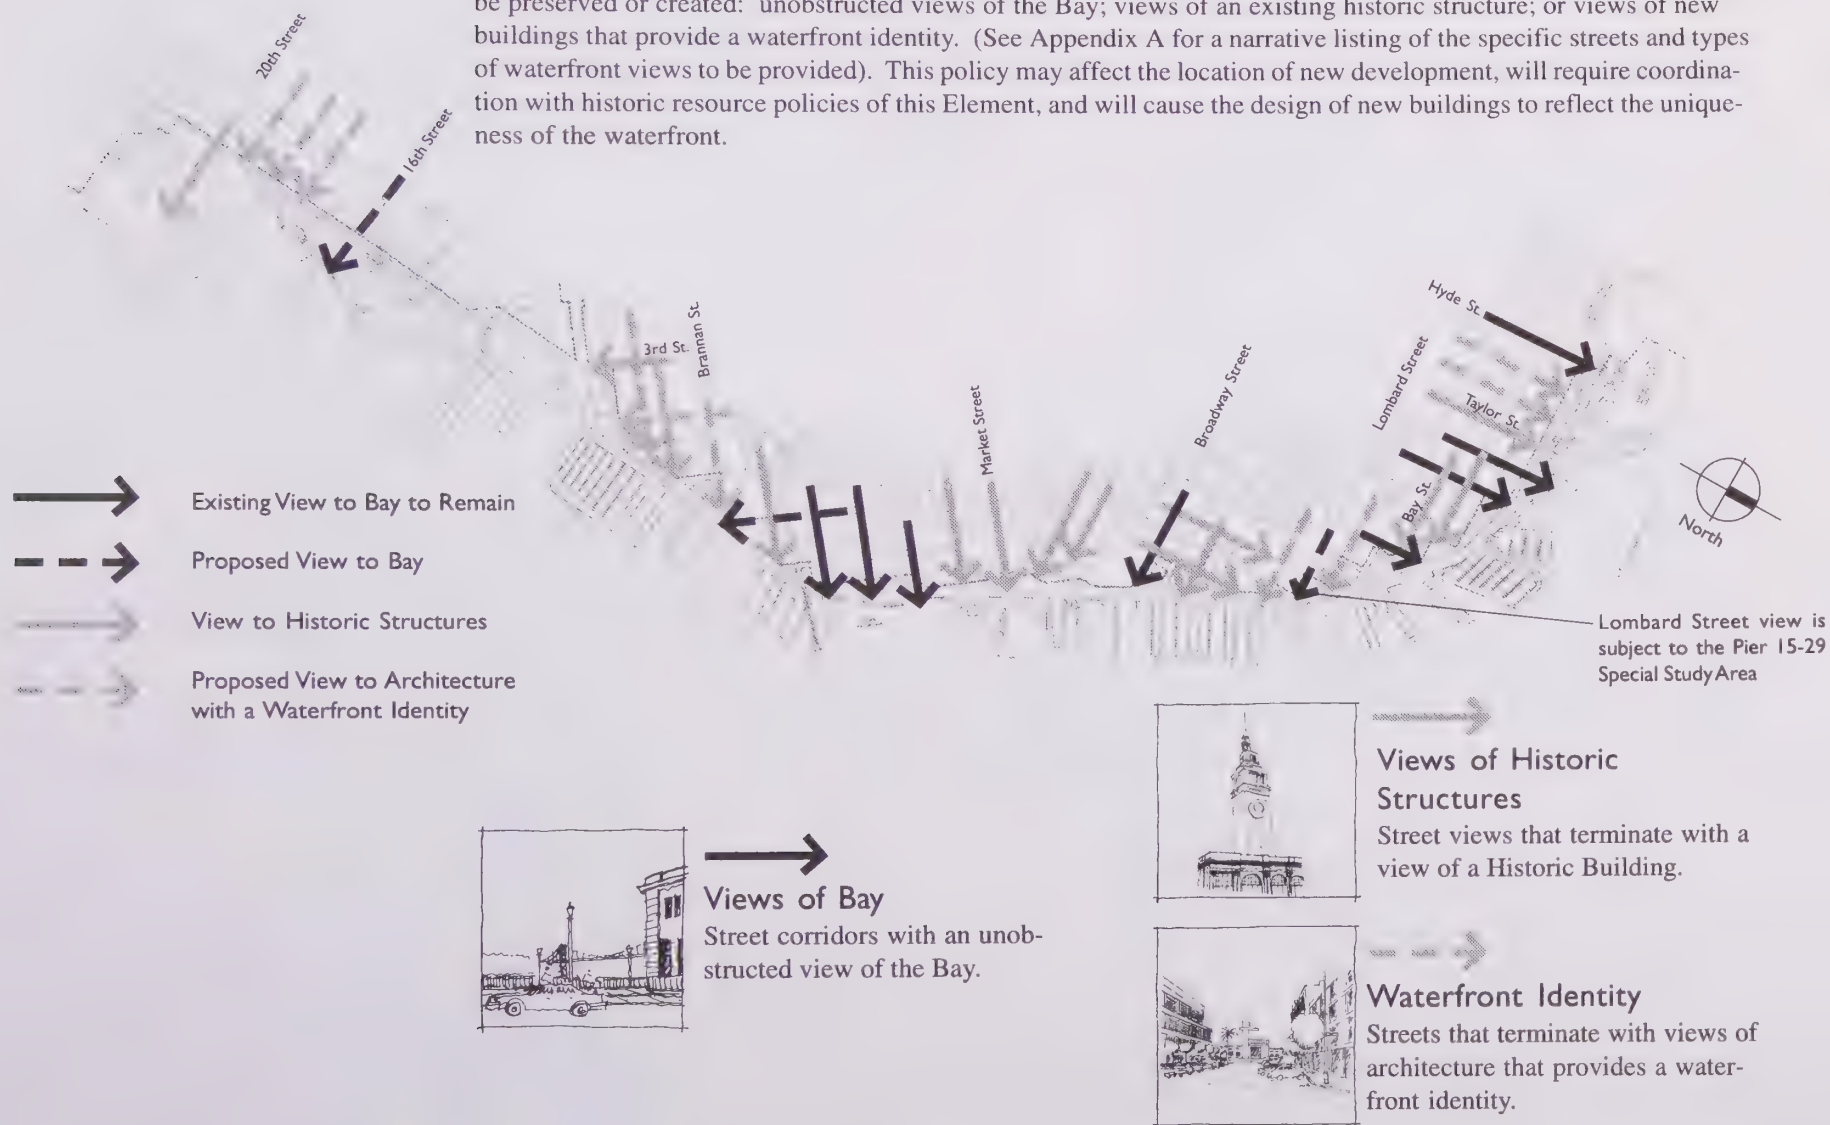 be preserved or created: unobstructed views of the Bay; views of an existing historic structure; or views of new
buildings that provide a waterfront identity. (See Appendix A for a narrative listing of the specific streets and types
of waterfront views to be provided). This policy may affect the location of new development, will require coordina-
tion with historic resource policies of this Element, and will cause the design of new buildings to reflect the unique-
ness of the waterfront.
20th Street
16th Street
3rd St.
Brannan St.
Market Street
Broadway Street
Lombard Street
Hyde St.
Taylor St.
Bay St.
North
Existing View to Bay to Remain
Proposed View to Bay
View to Historic Structures
Proposed View to Architecture
with a Waterfront Identity
Lombard Street view is
subject to the Pier 15-29
Special Study Area
Views of Bay
Street corridors with an unob-
structed view of the Bay.
Views of Historic
Structures
Street views that terminate with a
view of a Historic Building.
Waterfront Identity
Streets that terminate with views of
architecture that provides a water-
front identity.